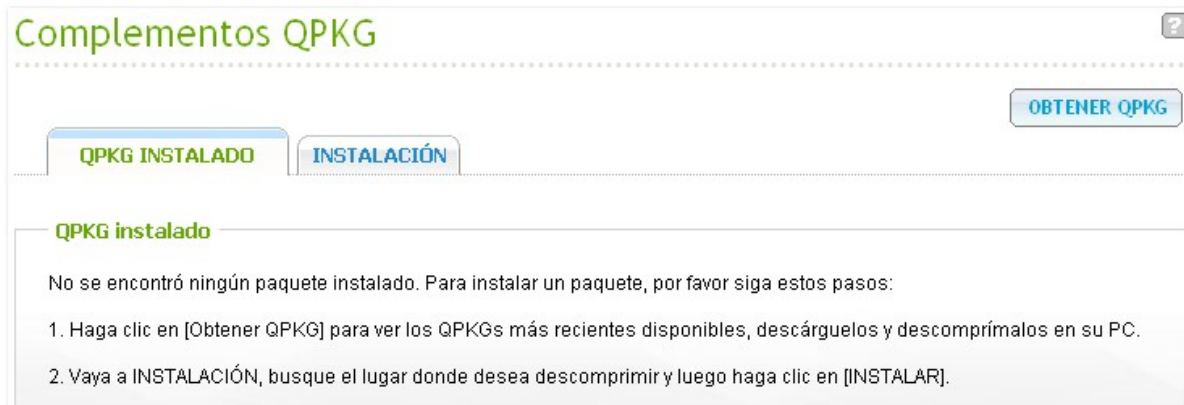 Complementos QPKG
?
OBTENER QPKG
QPKG INSTALADO
INSTALACIÓN
QPKG instalado
No se encontró ningún paquete instalado. Para instalar un paquete, por favor siga estos pasos:
1. Haga clic en [Obtener QPKG] para ver los QPKGs más recientes disponibles, descárguelos y descomprímalos en su PC.
2. Vaya a INSTALACIÓN, busque el lugar donde desea descomprimir y luego haga clic en [INSTALAR].